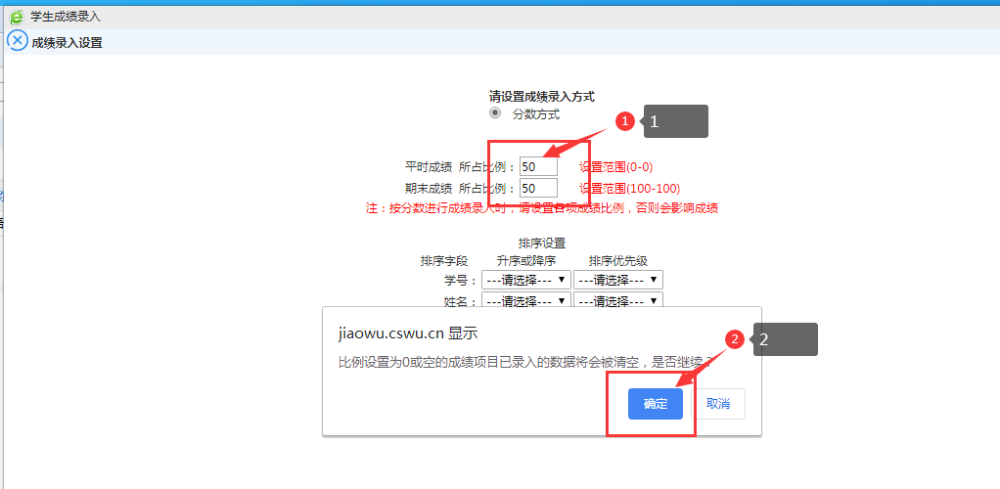 学生成绩录入
成绩录入设置
请设置成绩录入方式
分数方式
1 1
平时成绩 所占比例： 50 设置范围(0-0)
期末成绩 所占比例： 50 设置范围(100-100)
注：按分数进行成绩录入时，请设置各项成绩比例，否则会影响成绩
排序设置
排序字段 升序或降序 排序优先级
学号： ---请选择--- ---请选择---
姓名： ---请选择--- ---请选择---
jiaowu.cswu.cn 显示
2 2
比例设置为0或空的成绩项目已录入的数据将会被清空，是否继续？
确定 取消